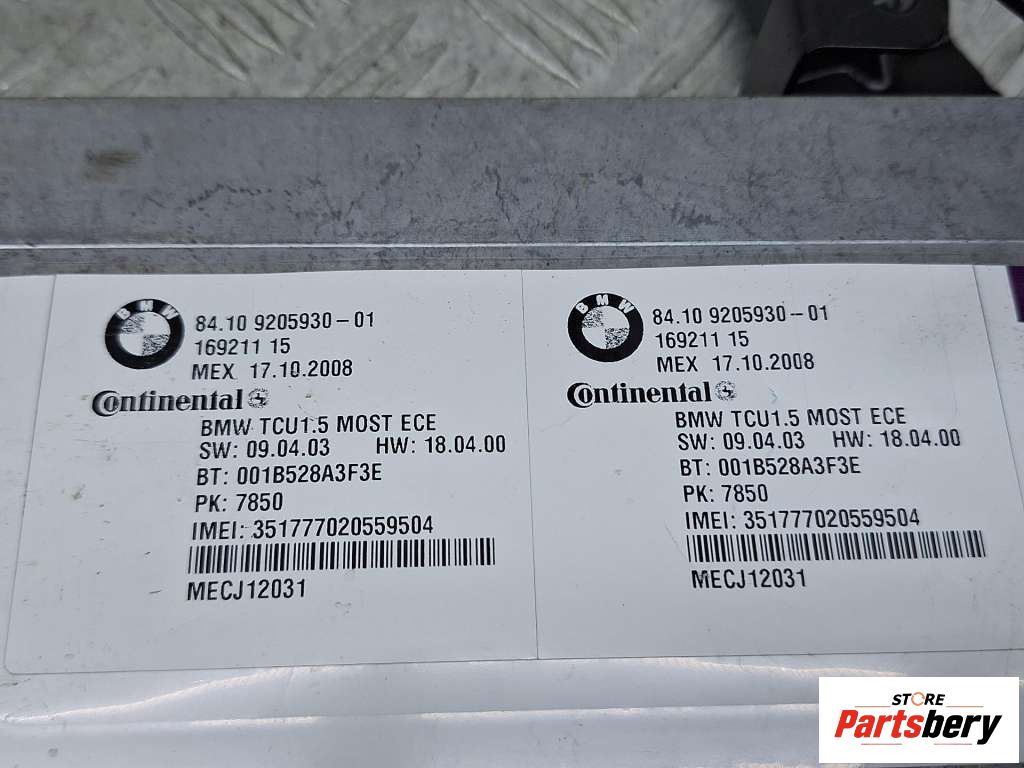 BMW
84.10 9205930-01
169211 15
MEX 17.10.2008
Continental
BMW TCU1.5 MOST ECE
SW: 09.04.03 HW: 18.04.00
BT: 001B528A3F3E
PK: 7850
IMEI: 351777020559504
MECJ12031
BMW
84.10 9205930-01
169211 15
MEX 17.10.2008
Continental
BMW TCU1.5 MOST ECE
SW: 09.04.03 HW: 18.04.00
BT: 001B528A3F3E
PK: 7850
IMEI: 351777020559504
MECJ12031
STORE
Partsbery